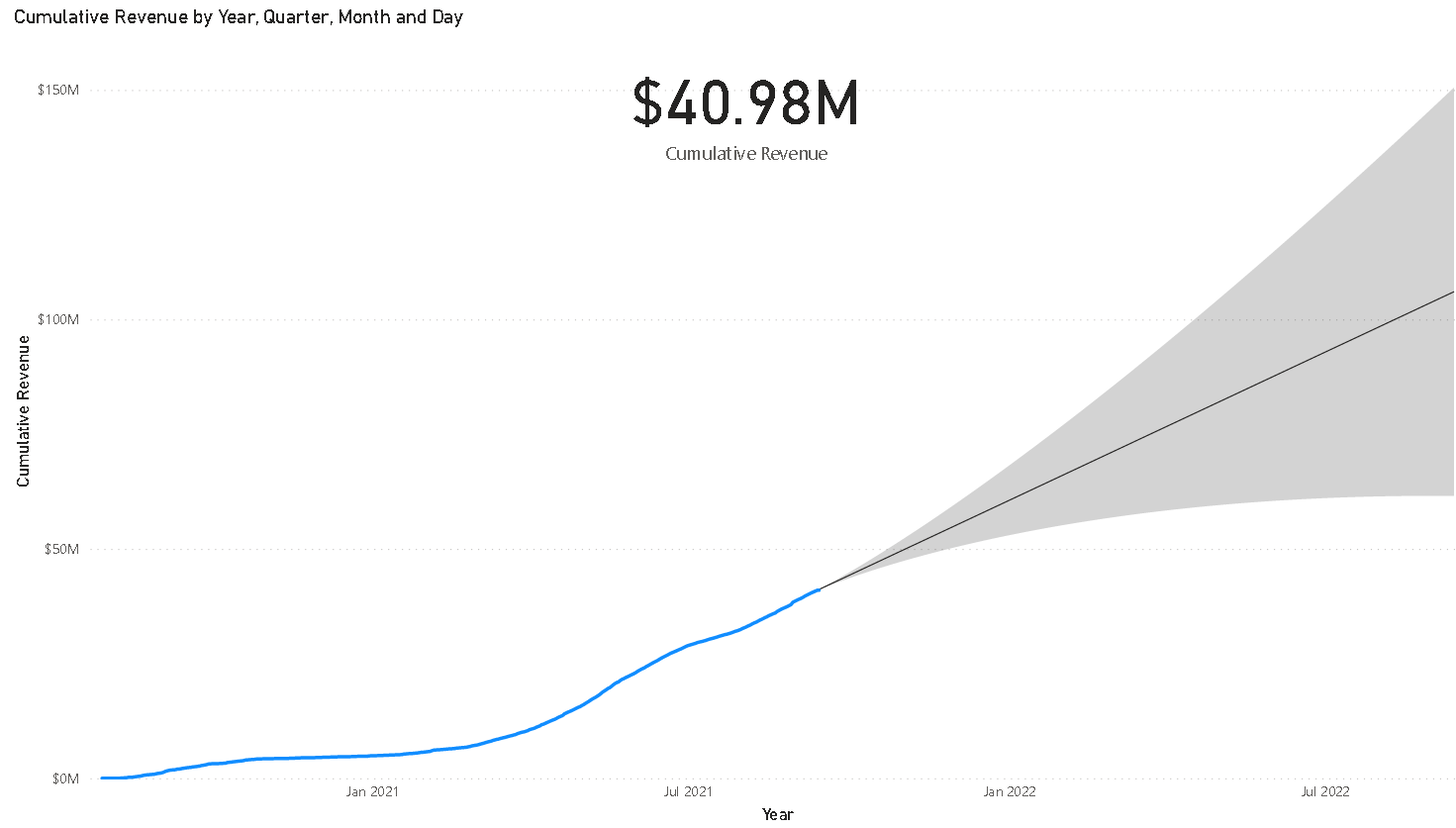 Cumulative Revenue by Year, Quarter, Month and Day
$150M
$40.98M
Cumulative Revenue
$100M
Cumulative Revenue
$50M
$0M
Jan 2021 Jul 2021 Jan 2022 Jul 2022
Year